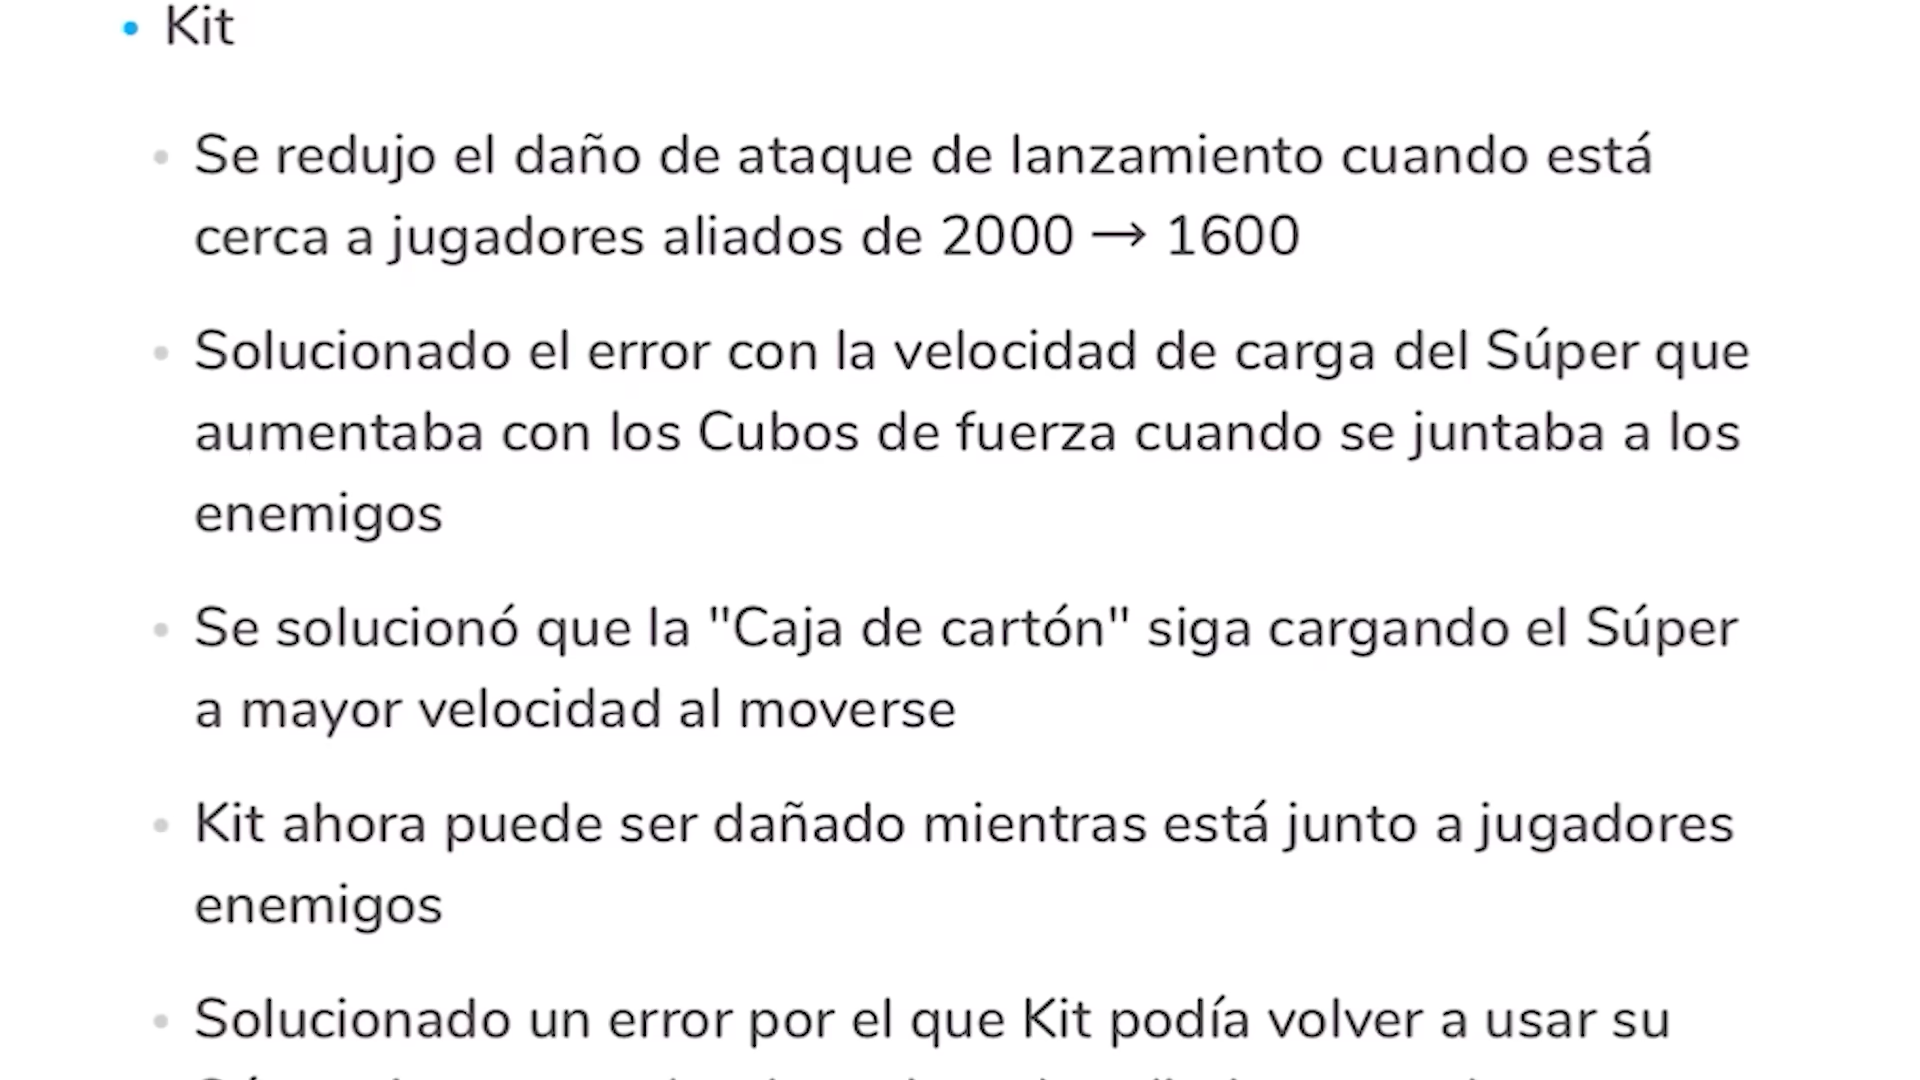 Kit
Se redujo el daño de ataque de lanzamiento cuando está
cerca a jugadores aliados de 2000 → 1600
Solucionado el error con la velocidad de carga del Súper que
aumentaba con los Cubos de fuerza cuando se juntaba a los
enemigos
Se solucionó que la "Caja de cartón" siga cargando el Súper
a mayor velocidad al moverse
Kit ahora puede ser dañado mientras está junto a jugadores
enemigos
Solucionado un error por el que Kit podía volver a usar su